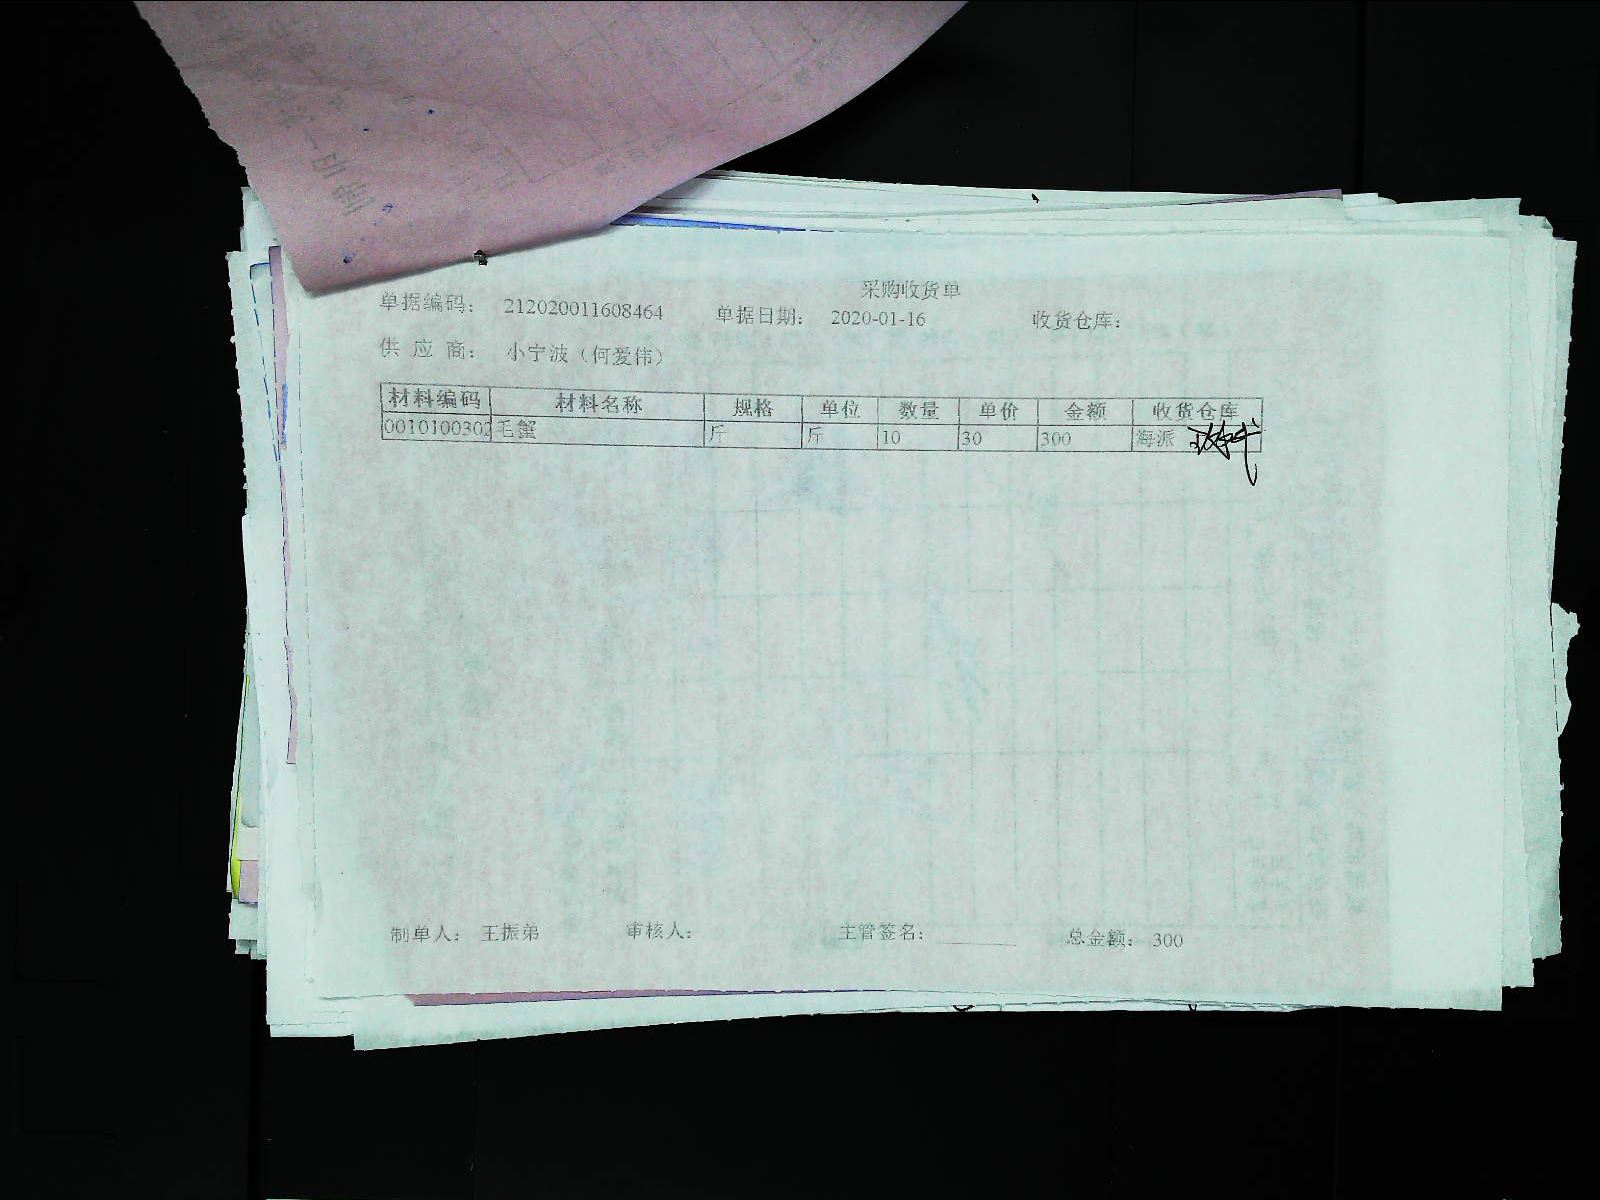 采购收货单
单据编码： 212020011608464 单据日期： 2020-01-16 收货仓库：
供 应 商： 小宁波（何爱伟）
材料编码 材料名称 规格 单位 数量 单价 金额 收货仓库
0010100302 毛蟹 斤 斤 10 30 300 海派
制单人： 王振弟 审核人： 主管签名： 总金额： 300